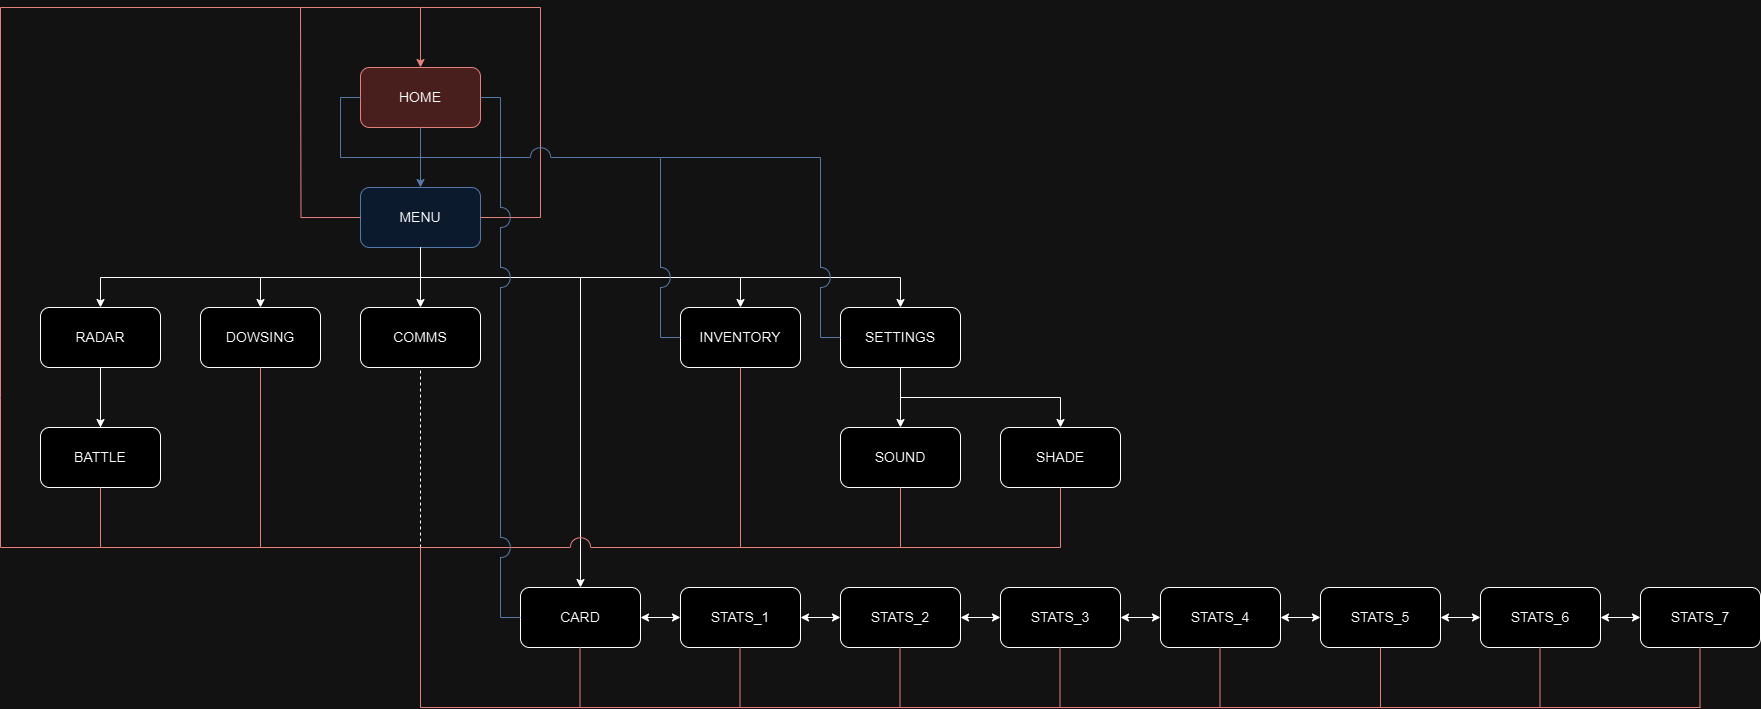 HOME
MENU
RADAR
DOWSING
COMMS
INVENTORY
SETTINGS
BATTLE
SOUND
SHADE
CARD
STATS_1
STATS_2
STATS_3
STATS_4
STATS_5
STATS_6
STATS_7